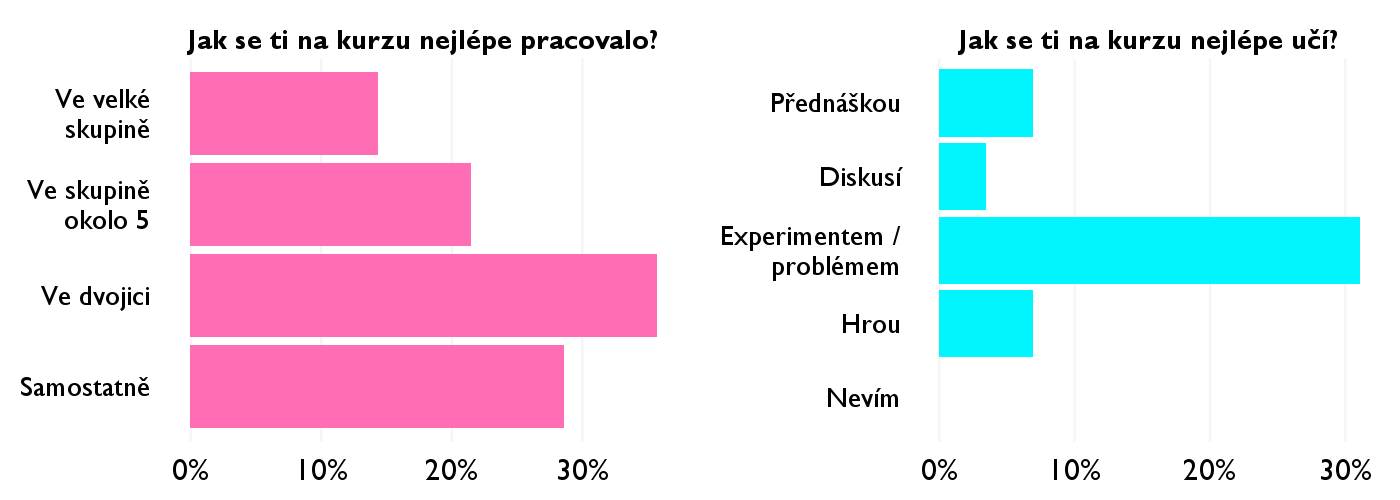 Jak se ti na kurzu nejlépe pracovalo?
Ve velké
skupině
Ve skupině
okolo 5
Ve dvojici
Samostatně
0%
10%
20%
30%
Jak se ti na kurzu nejlépe učí?
Přednáškou
Diskusí
Experimentem /
problémem
Hrou
Nevím
0%
10%
20%
30%